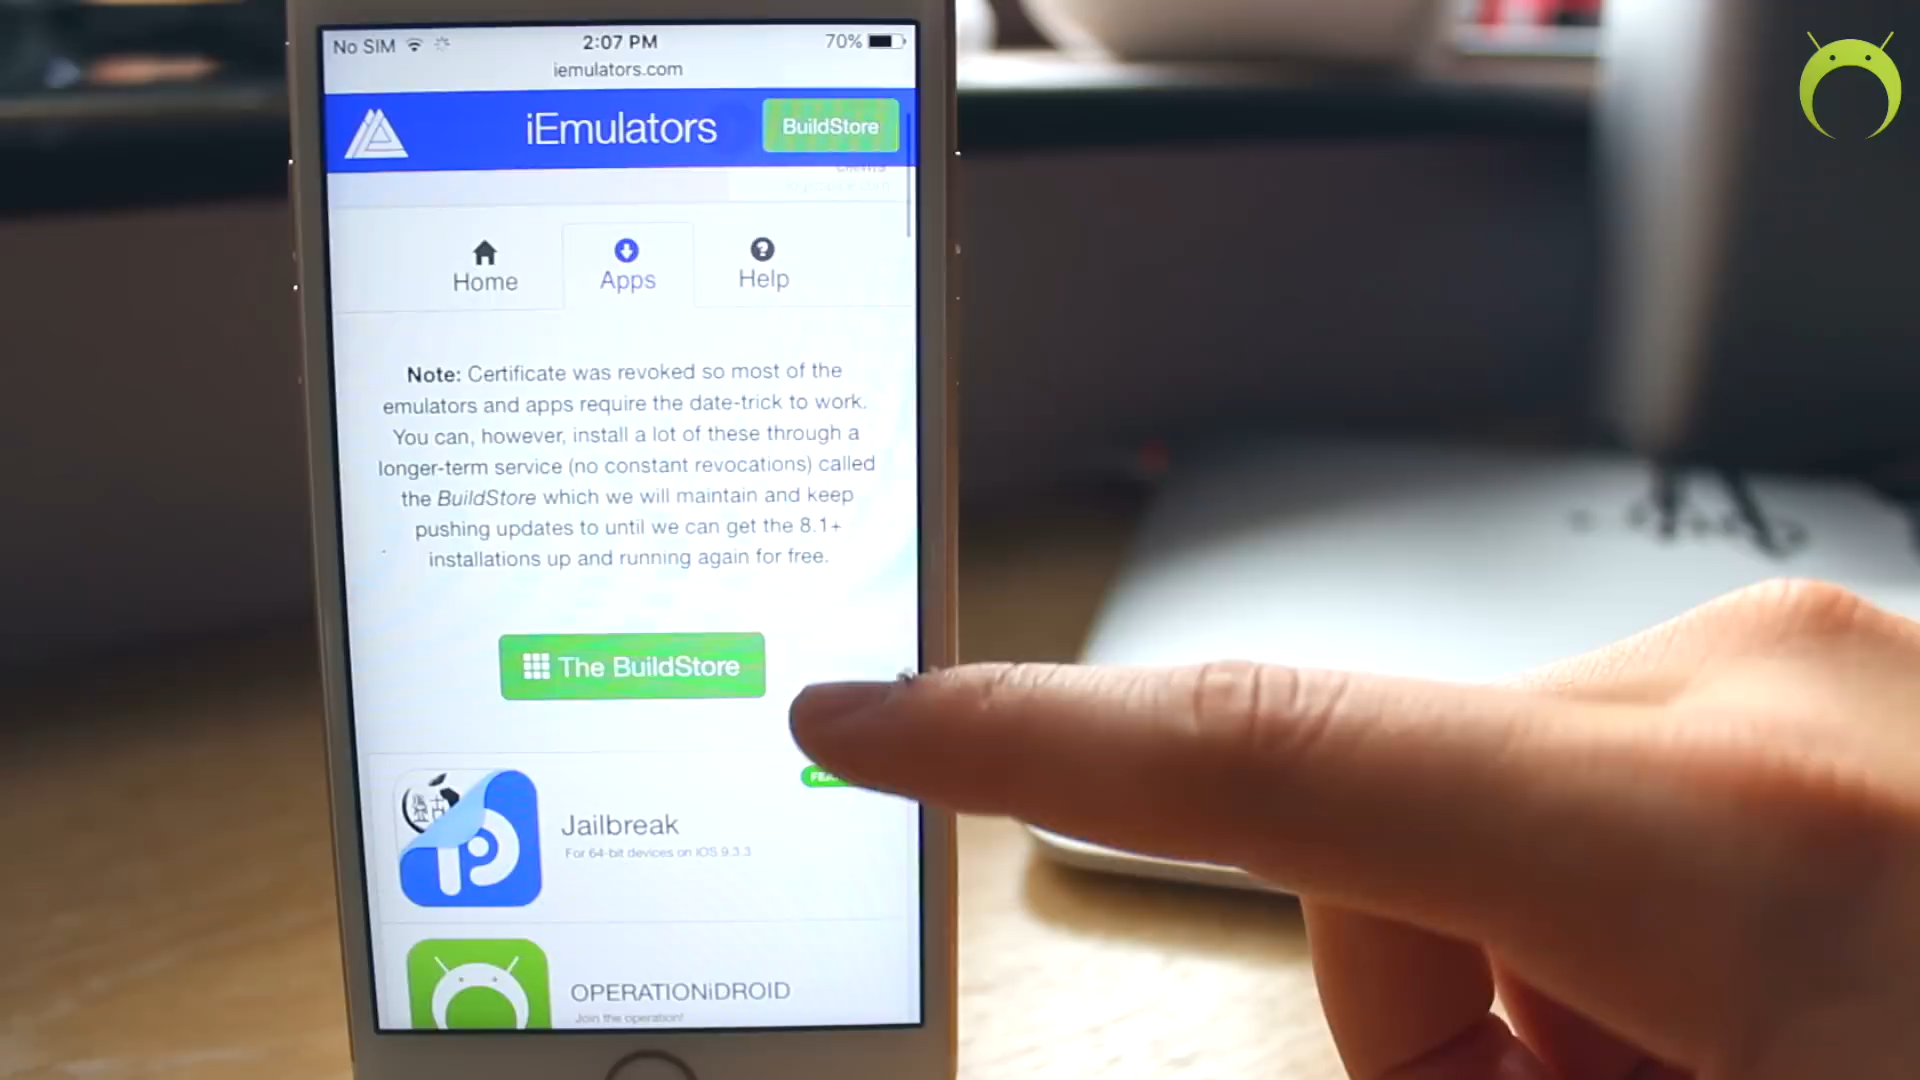 No SIM 2:07 PM 70%
iemulators.com
iEmulators BuildStore
Home Apps Help
Note: Certificate was revoked so most of the
emulators and apps require the date-trick to work.
You can, however, install a lot of these through a
longer-term service (no constant revocations) called
the BuildStore which we will maintain and keep
pushing updates to until we can get the 8.1+
installations up and running again for free.
The BuildStore
Jailbreak
For 64-bit devices on iOS 9.3.3
OPERATIONiDROID
Join the operation!